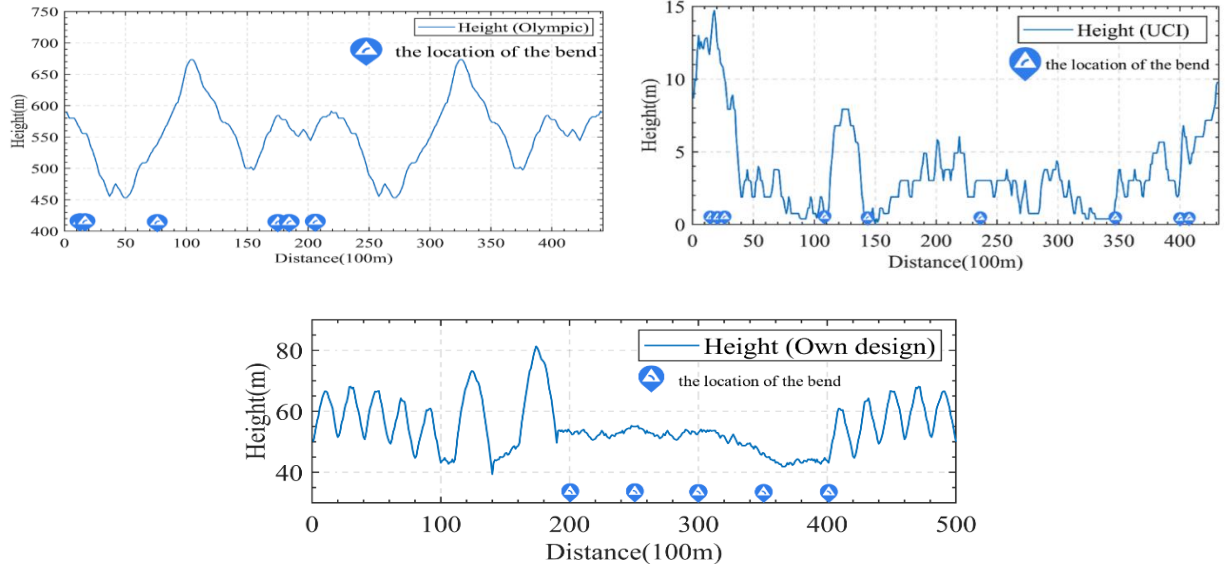 750
700
650
600
550
500
450
400
Height(m)
Height (Olympic)
the location of the bend
0 50 100 150 200 250 300 350 400
Distance(100m)
15
10
5
0
Height(m)
Height (UCI)
the location of the bend
0 50 100 150 200 250 300 350 400
Distance(100m)
80
60
40
Height(m)
Height (Own design)
the location of the bend
0 100 200 300 400 500
Distance(100m)